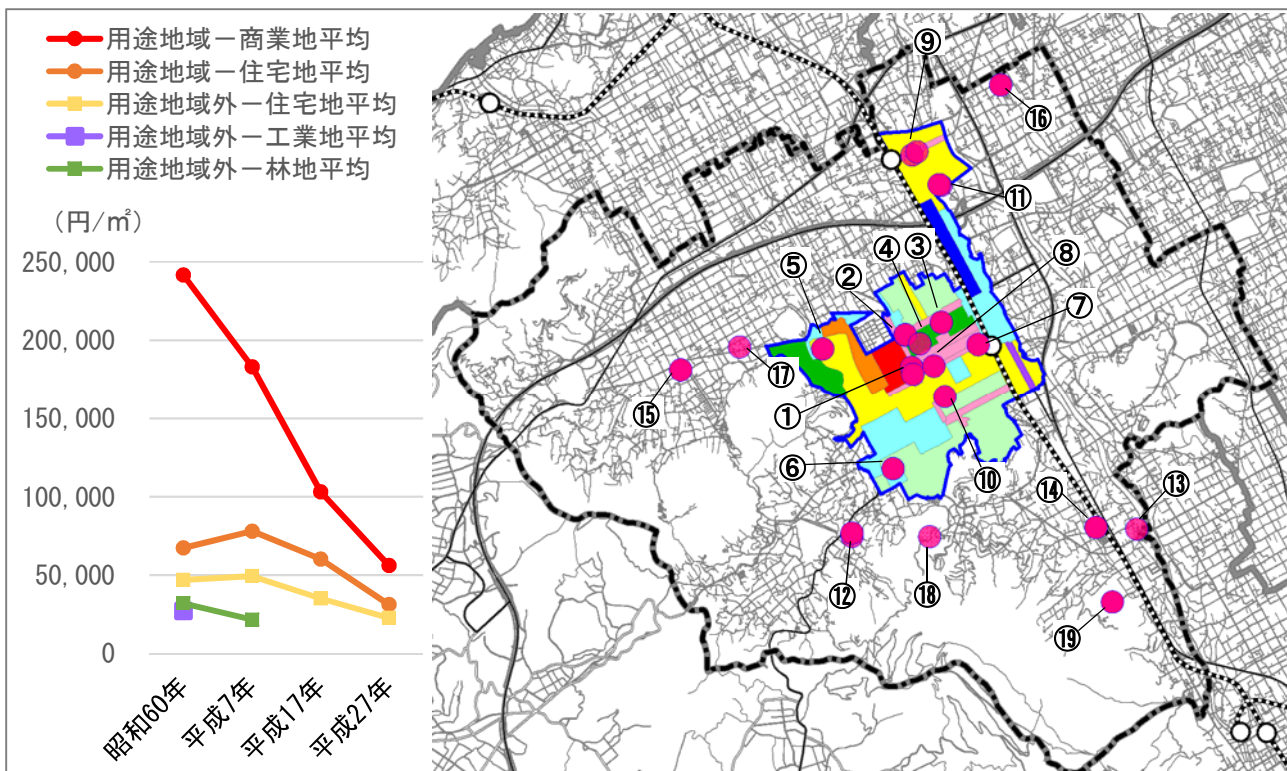 用途地域－商業地平均
用途地域－住宅地平均
用途地域外－住宅地平均
用途地域外－工業地平均
用途地域外－林地平均
（円/㎡）
250,000
200,000
150,000
100,000
50,000
0
昭和60年
平成7年
平成17年
平成27年
⑨
⑯
⑪
④
③
⑧
②
⑤
⑦
⑰
⑮
①
⑥
⑩
⑭
⑬
⑫
⑱
⑲